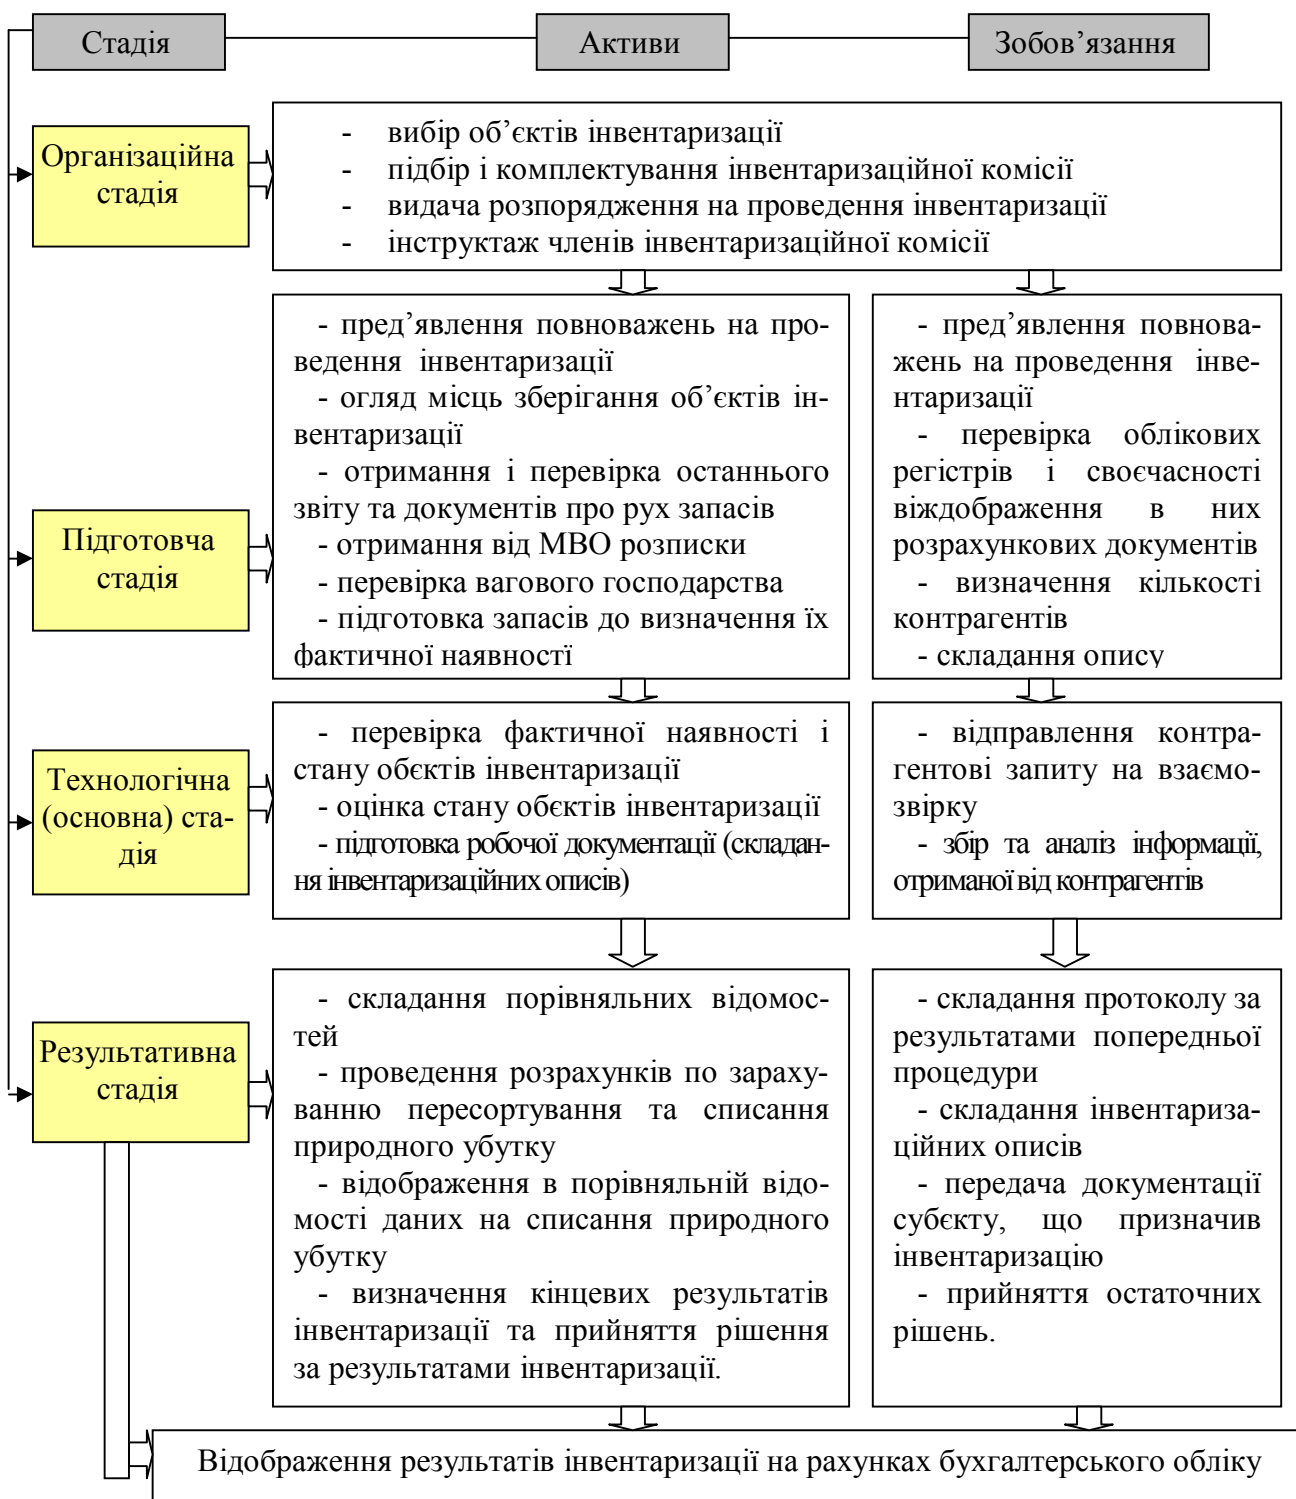 Стадія
Активи
Зобов’язання
Організаційна
стадія
- вибір об’єктів інвентаризації
- підбір і комплектування інвентаризаційної комісії
- видача розпорядження на проведення інвентаризації
- інструктаж членів інвентаризаційної комісії
Підготовча
стадія
- пред’явлення повноважень на про-
ведення інвентаризації
- огляд місць зберігання об’єктів ін-
вентаризації
- отримання і перевірка останнього
звіту та документів про рух запасів
- отримання від МВО розписки
- перевірка вагового господарства
- підготовка запасів до визначення їх
фактичної наявності
- пред’явлення повнова-
жень на проведення інве-
нтаризації
- перевірка облікових
регістрів і своєчасності
віждображення в них
розрахункових документів
- визначення кількості
контрагентів
- складання опису
Технологічна
(основна) ста-
дія
- перевірка фактичної наявності і
стану обєктів інвентаризації
- оцінка стану обєктів інвентаризації
- підготовка робочої документації (складан-
ня інвентаризаційних описів)
- відправлення контра-
гентові запиту на взаємо-
звірку
- збір та аналіз інформації,
отриманої від контрагентів
Результативна
стадія
- складання порівняльних відомос-
тей
- проведення розрахунків по зараху-
ванню пересортування та списання
природного убутку
- відображення в порівняльній відо-
мості даних на списання природного
убутку
- визначення кінцевих результатів
інвентаризації та прийняття рішення
за результатами інвентаризації.
- складання протоколу за
результатами попередньої
процедури
- складання інвентариза-
ційних описів
- передача документації
субєкту, що призначив
інвентаризацію
- прийняття остаточних
рішень.
Відображення результатів інвентаризації на рахунках бухгалтерського обліку